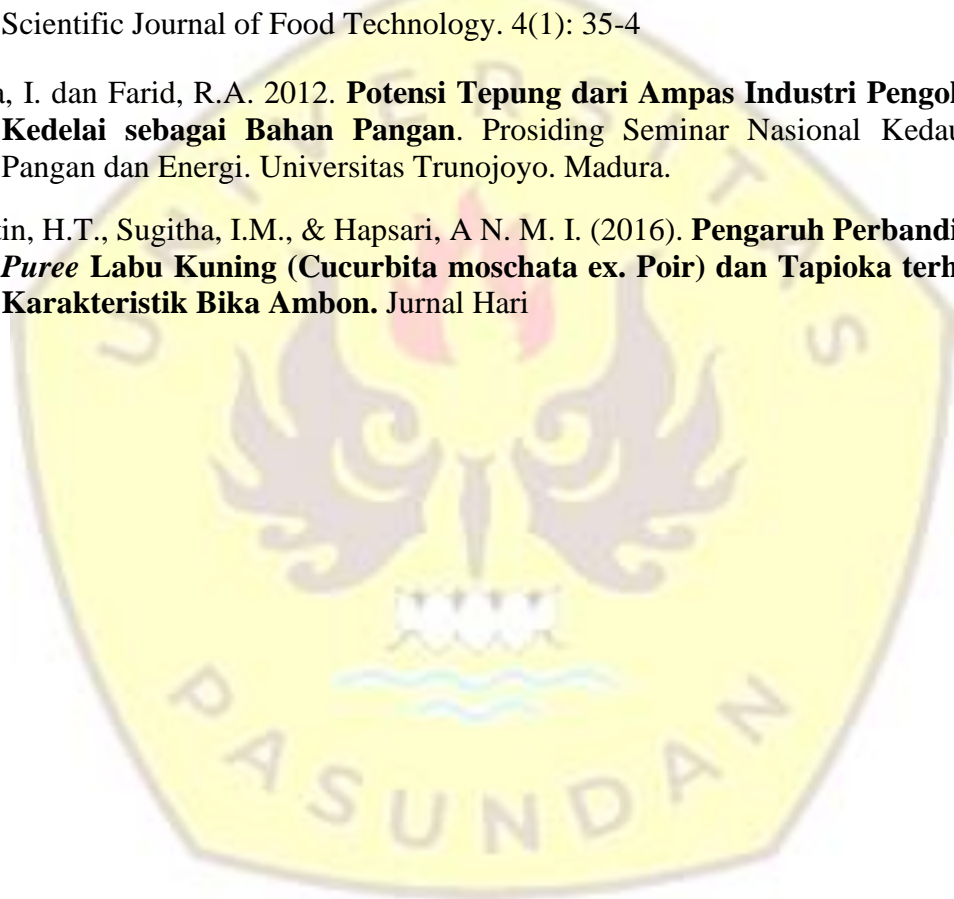 Scientific Journal of Food Technology. 4(1): 35-4
a, I. dan Farid, R.A. 2012. Potensi Tepung dari Ampas Industri Pengol
Kedelai sebagai Bahan Pangan. Prosiding Seminar Nasional Kedau
Pangan dan Energi. Universitas Trunojoyo. Madura.
tin, H.T., Sugitha, I.M., & Hapsari, A N. M. I. (2016). Pengaruh Perbandi
Puree Labu Kuning (Cucurbita moschata ex. Poir) dan Tapioka terh
Karakteristik Bika Ambon. Jurnal Hari
UNIVERSITAS
PASUNDAN